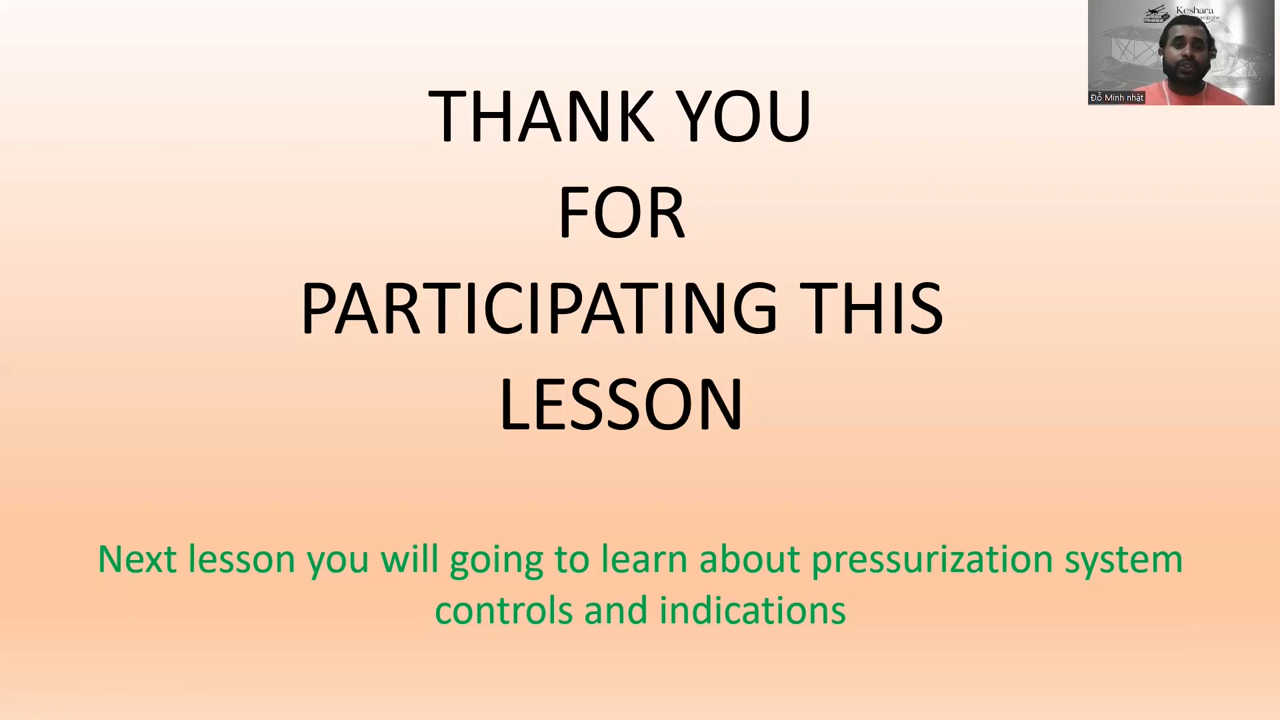 Keshara
THANK YOU
FOR
PARTICIPATING THIS
LESSON
Next lesson you will going to learn about pressurization system
controls and indications
Đỗ Minh nhật